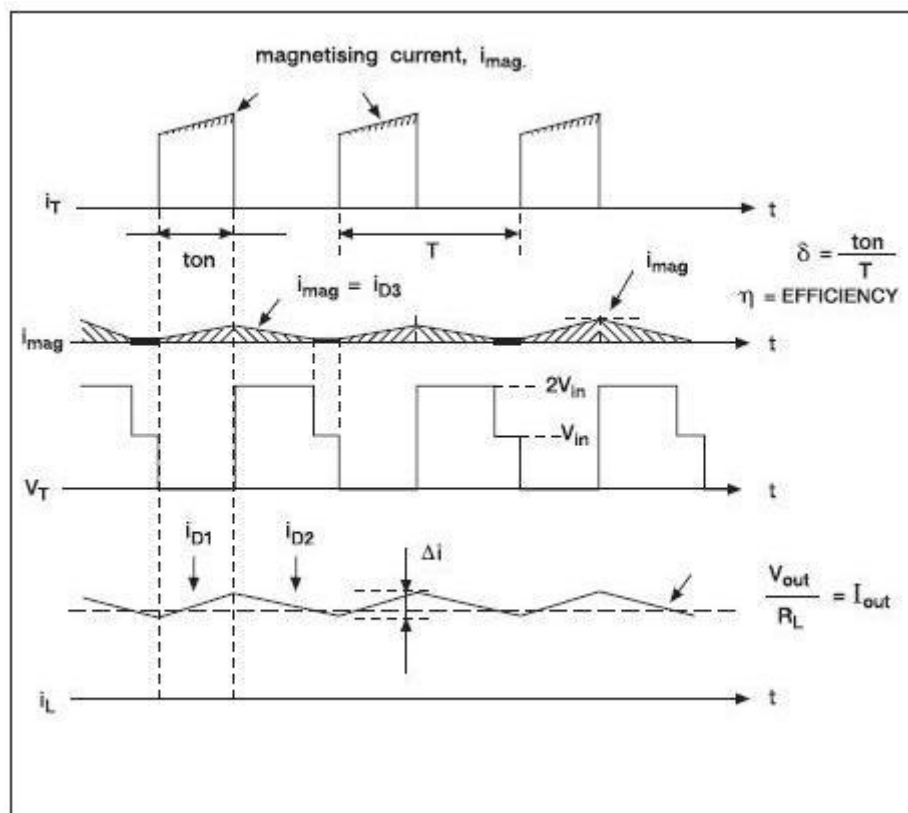 magnetising current, imag.
iT
t
ton
T
δ = ton
T
η = EFFICIENCY
imag = iD3
imag
imag
t
2Vin
Vin
VT
t
iD1
iD2
Δi
Vout
RL
= Iout
iL
t